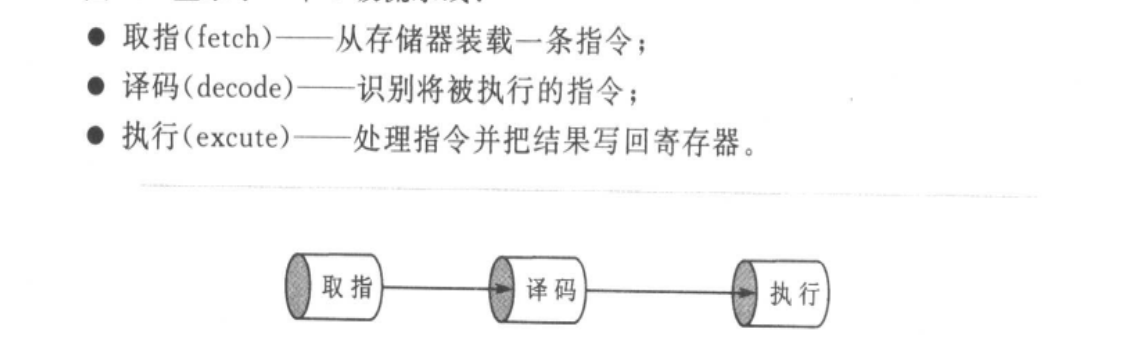 ● 取指(fetch)——从存储器装载一条指令;
● 译码(decode)——识别将被执行的指令;
● 执行(excute)——处理指令并把结果写回寄存器。
取指 译码 执行